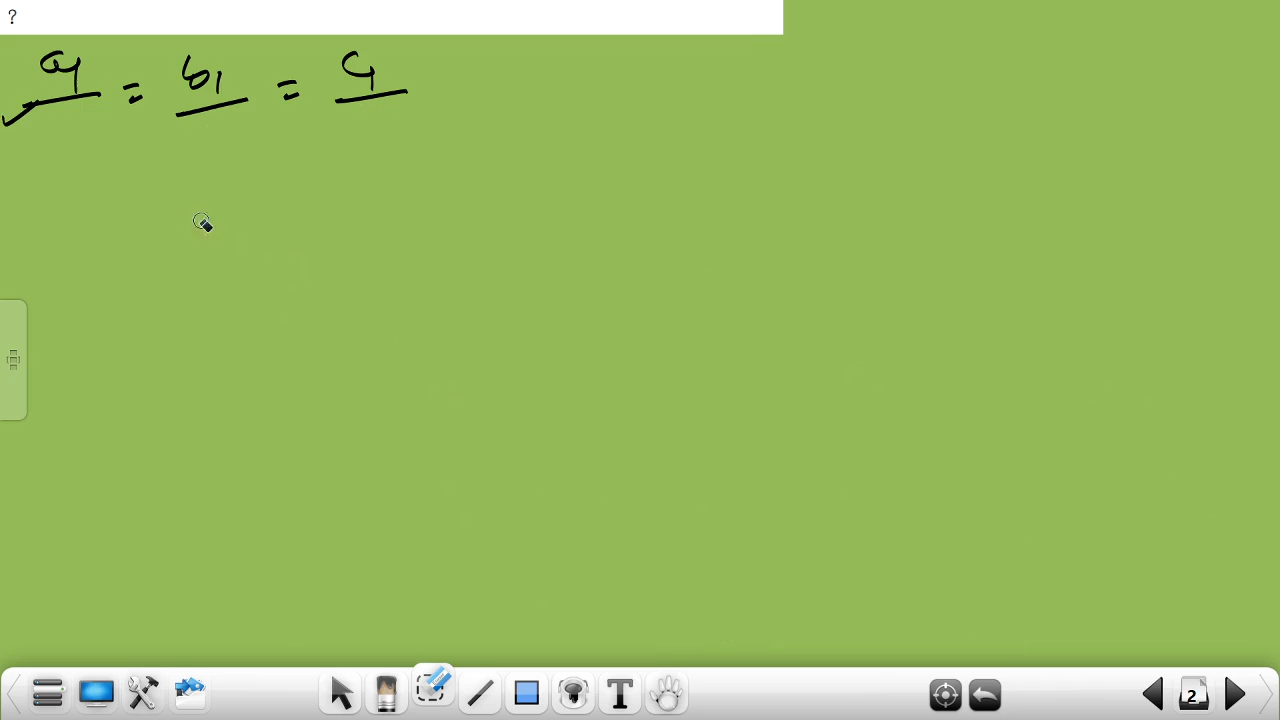 ?
a₁ = b₁ = c₁
2